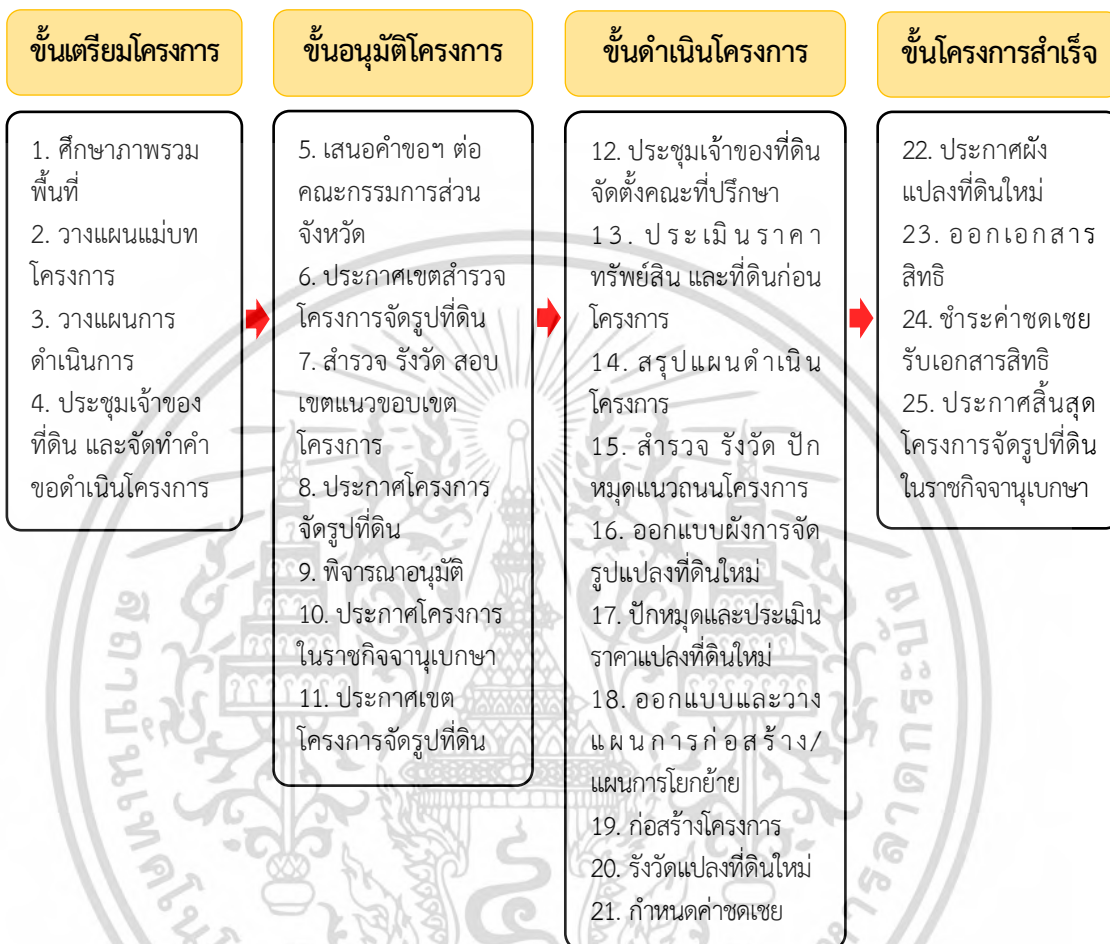 ขั้นเตรียมโครงการ
1. ศึกษาภาพรวม
พื้นที่
2. วางแผนแม่บท
โครงการ
3. วางแผนการ
ดำเนินการ
4. ประชุมเจ้าของ
ที่ดิน และจัดทำคำ
ขอดำเนินโครงการ
ขั้นอนุมัติโครงการ
5. เสนอคำขอฯ ต่อ
คณะกรรมการส่วน
จังหวัด
6. ประกาศเขตสำรวจ
โครงการจัดรูปที่ดิน
7. สำรวจ รังวัด สอบ
เขตแนวขอบเขต
โครงการ
8. ประกาศโครงการ
จัดรูปที่ดิน
9. พิจารณาอนุมัติ
10. ประกาศโครงการ
ในราชกิจจานุเบกษา
11. ประกาศเขต
โครงการจัดรูปที่ดิน
ขั้นดำเนินโครงการ
12. ประชุมเจ้าของที่ดิน
จัดตั้งคณะที่ปรึกษา
13. ประเมินราคา
ทรัพย์สิน และที่ดินก่อน
โครงการ
14. สรุปแผนดำเนิน
โครงการ
15. สำรวจ รังวัด ปัก
หมุดแนวถนนโครงการ
16. ออกแบบผังการจัด
รูปแปลงที่ดินใหม่
17. ปักหมุดและประเมิน
ราคาแปลงที่ดินใหม่
18. ออกแบบและวาง
แผนการก่อสร้าง/
แผนการโยกย้าย
19. ก่อสร้างโครงการ
20. รังวัดแปลงที่ดินใหม่
21. กำหนดค่าชดเชย
ขั้นโครงการสำเร็จ
22. ประกาศผัง
แปลงที่ดินใหม่
23. ออกเอกสาร
สิทธิ
24. ชำระค่าชดเชย
รับเอกสารสิทธิ
25. ประกาศสิ้นสุด
โครงการจัดรูปที่ดิน
ในราชกิจจานุเบกษา